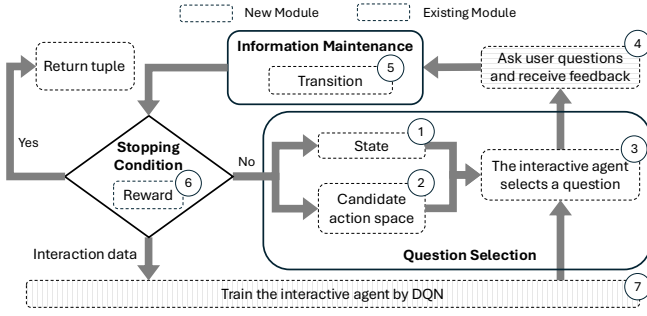 New Module
Existing Module
Return tuple
Information Maintenance
Transition
5
Ask user questions
and receive feedback
4
Yes
Stopping
Condition
Reward
6
No
State
1
Candidate
action space
2
The interactive agent
selects a question
3
Question Selection
Interaction data
Train the interactive agent by DQN
7